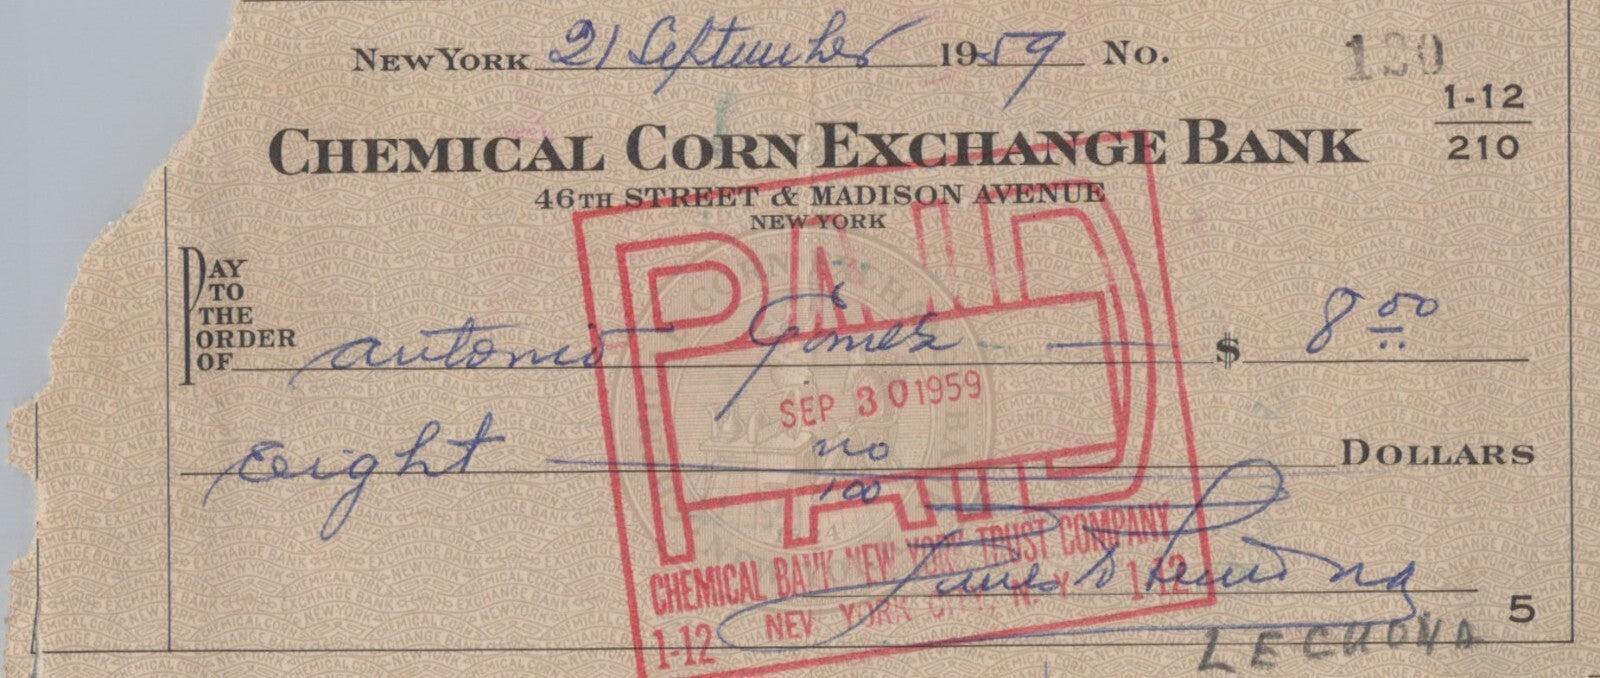 NEW YORK 21 September 1959 No. 130
1-12
210
CHEMICAL CORN EXCHANGE BANK
46TH STREET & MADISON AVENUE
NEW YORK
PAY TO THE ORDER OF antonio Gómez $ 8 00
PAID
SEP 30 1959
Eight no/100 DOLLARS
CHEMICAL BANK NEW YORK TRUST COMPANY
1-12 NEW YORK CITY, N.Y. 1-12
5
LECUONA